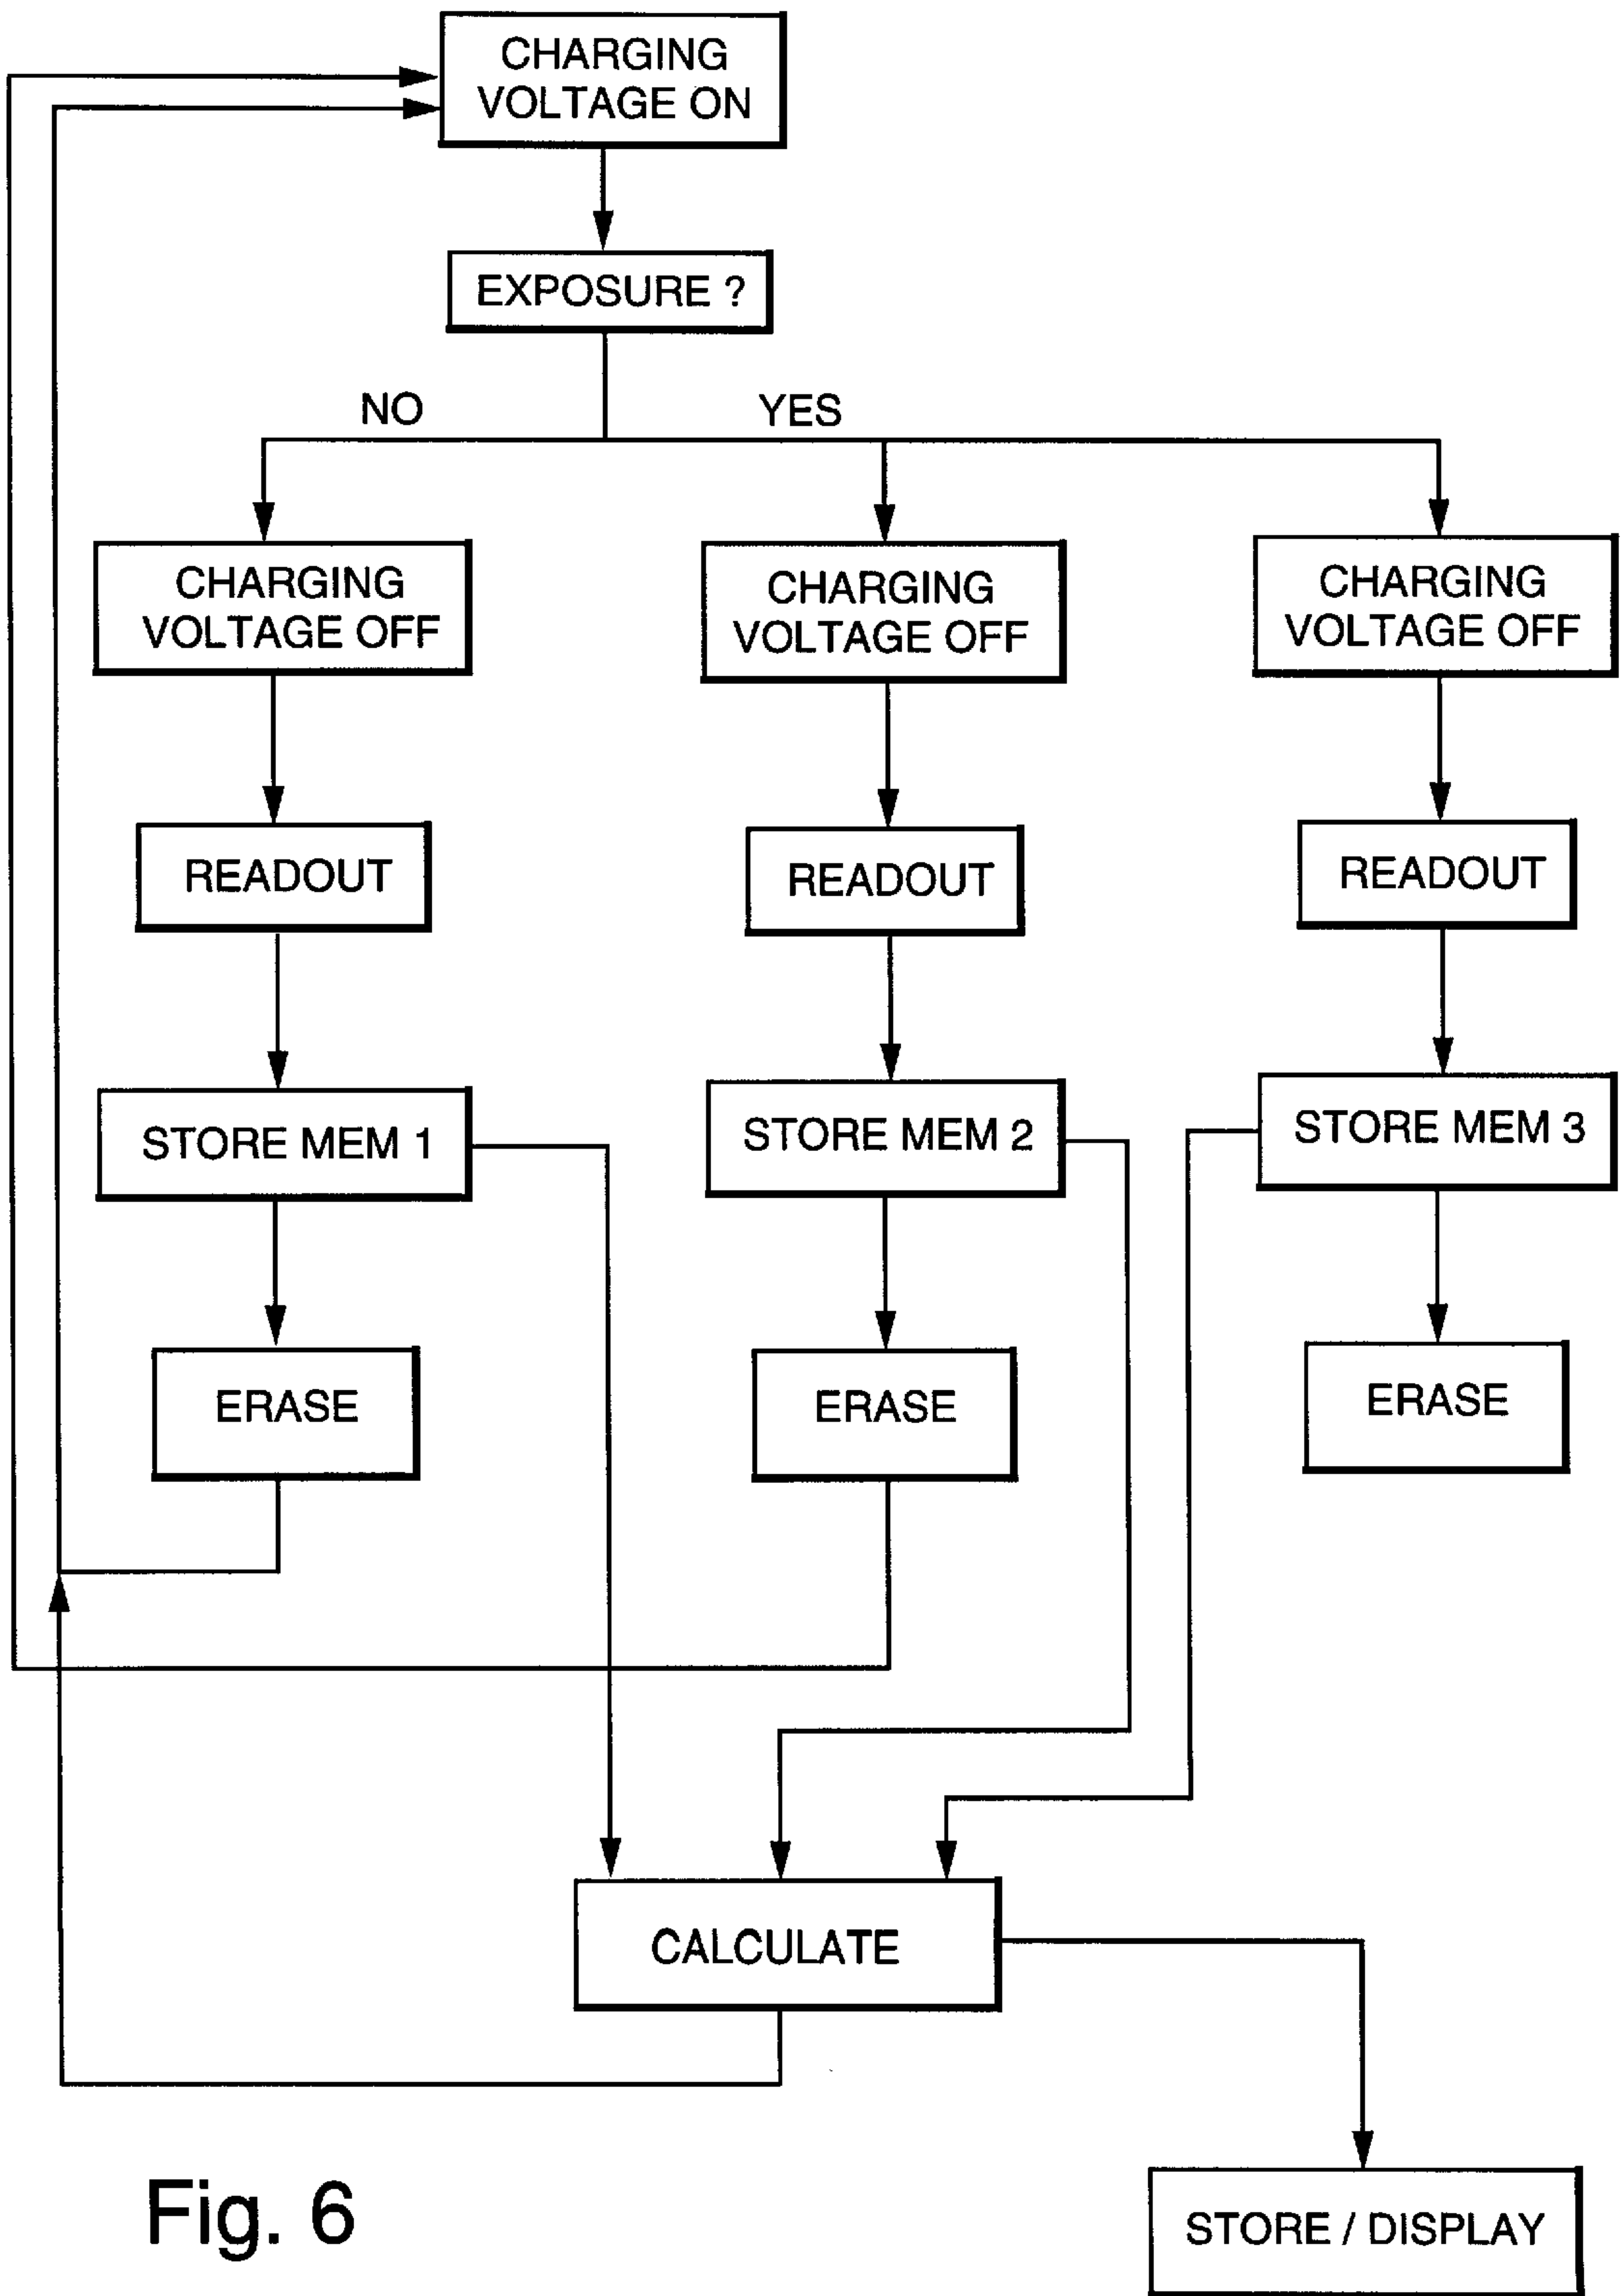 CHARGING
VOLTAGE ON
EXPOSURE ?
NO
YES
CHARGING
VOLTAGE OFF
CHARGING
VOLTAGE OFF
CHARGING
VOLTAGE OFF
READOUT
READOUT
READOUT
STORE MEM 1
STORE MEM 2
STORE MEM 3
ERASE
ERASE
ERASE
CALCULATE
STORE / DISPLAY
Fig. 6